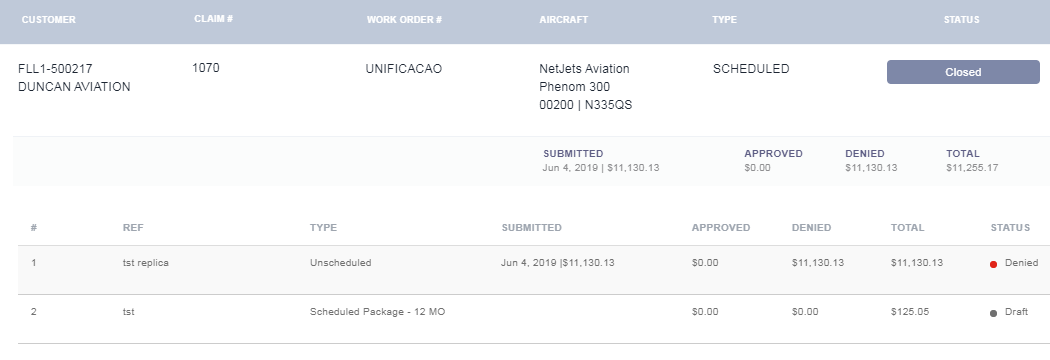 CUSTOMER CLAIM # WORK ORDER # AIRCRAFT TYPE STATUS
FLL1-500217 1070 UNIFICACAO NetJets Aviation SCHEDULED Closed
DUNCAN AVIATION Phenom 300
00200 | N335QS
SUBMITTED APPROVED DENIED TOTAL
Jun 4, 2019 | $11,130.13 $0.00 $11,130.13 $11,255.17
# REF TYPE SUBMITTED APPROVED DENIED TOTAL STATUS
1 tst replica Unscheduled Jun 4, 2019 |$11,130.13 $0.00 $11,130.13 $11,130.13 Denied
2 tst Scheduled Package - 12 MO $0.00 $0.00 $125.05 Draft